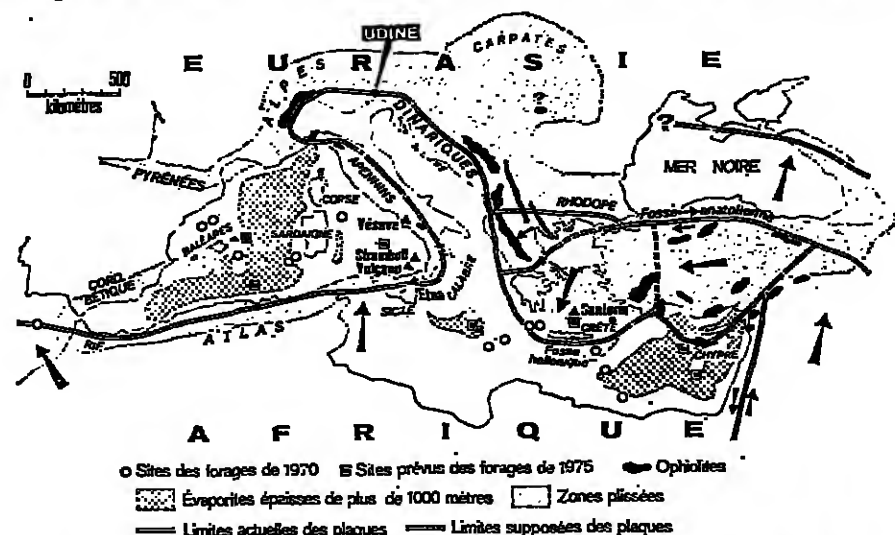 UDINE
EURASIE
CARPATES
?
0 500
kilomètres
ALPES
DINARIQUES
?
MER NOIRE
PYRÉNÉES
APENNINS
CORSE
RHODOPE
Fosse
Vésuve
BALÉARES
SARDAIGNE
Stromboli
Vulcano
CORD.
BÉTIQUE
Etna
CALABRE
Santorin
CRÈTE
SICILE
RIF
ATLAS
Fosse
hellénique
CHYPRE
AFRIQUE
Sites des forages de 1970 Sites prévus des forages de 1975 Ophiolites
Évaporites épaisses de plus de 1000 mètres Zones plissées
Limites actuelles des plaques Limites supposées des plaques